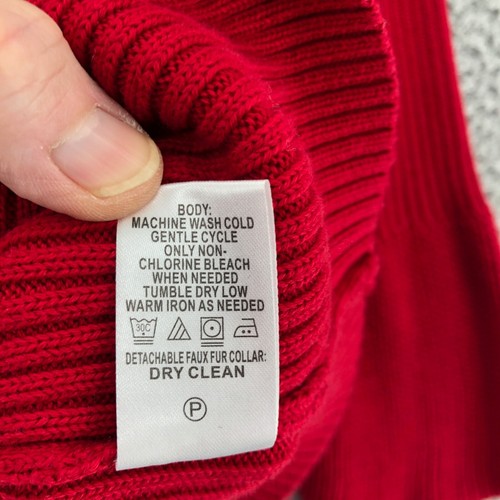 BODY:
MACHINE WASH COLD
GENTLE CYCLE
ONLY NON-
CHLORINE BLEACH
WHEN NEEDED
TUMBLE DRY LOW
WARM IRON AS NEEDED
30C
DETACHABLE FAUX FUR COLLAR:
DRY CLEAN
P